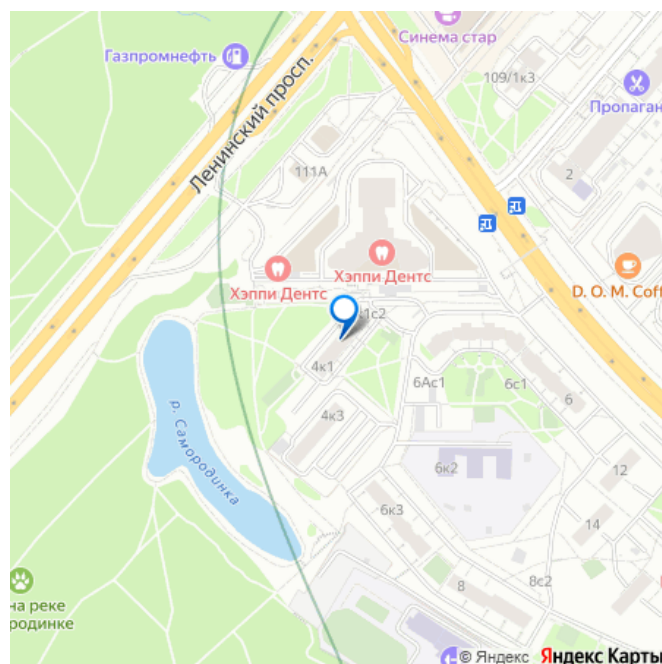 Синема стар
Газпромнефть
109/1к3
Ленинский просп.
Пропаган
111А
2
Хэппи Дентс
Хэппи Дентс
D. O. M. Coff
к1с2
4к1
6Ас1
6с1
6
4к3
р. Самородинка
6к2
12
6к3
14
8
8с2
на реке
родинке
© Яндекс Яндекс Карты